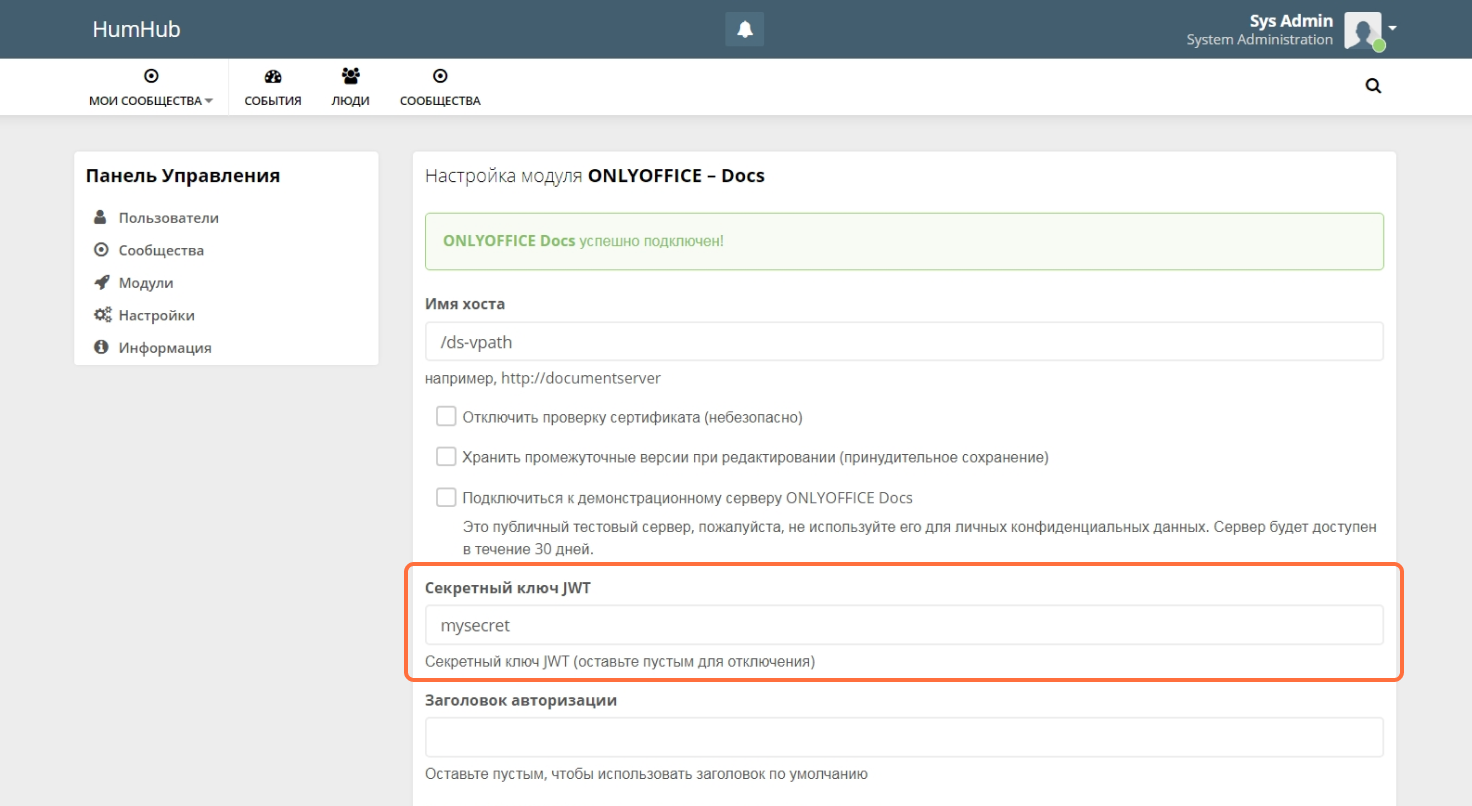 HumHub
Sys Admin
System Administration
МОИ СООБЩЕСТВА
СОБЫТИЯ
ЛЮДИ
СООБЩЕСТВА
Панель Управления
Пользователи
Сообщества
Модули
Настройки
Информация
Настройка модуля ONLYOFFICE – Docs
ONLYOFFICE Docs успешно подключен!
Имя хоста
/ds-vpath
например, http://documentserver
Отключить проверку сертификата (небезопасно)
Хранить промежуточные версии при редактировании (принудительное сохранение)
Подключиться к демонстрационному серверу ONLYOFFICE Docs
Это публичный тестовый сервер, пожалуйста, не используйте его для личных конфиденциальных данных. Сервер будет доступен
в течение 30 дней.
Секретный ключ JWT
mysecret
Секретный ключ JWT (оставьте пустым для отключения)
Заголовок авторизации
Оставьте пустым, чтобы использовать заголовок по умолчанию